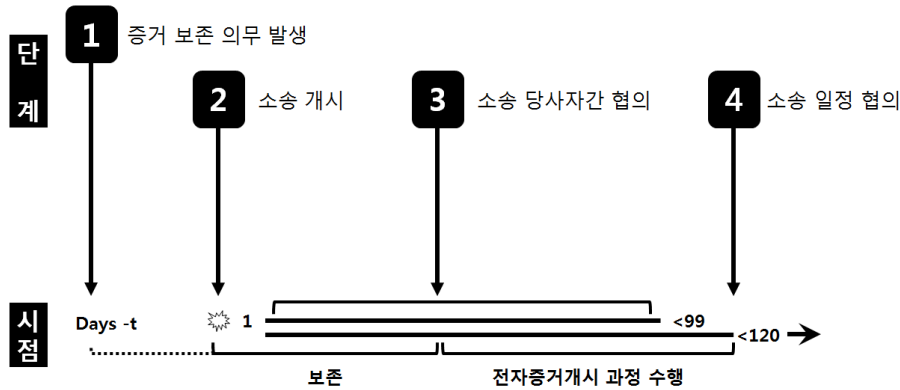 단계
1 증거 보존 의무 발생
2 소송 개시
3 소송 당사자간 협의
4 소송 일정 협의
시점
Days -t
1
<99
<120
보존
전자증거개시 과정 수행